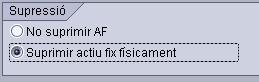 Supressió
No suprimir AF
Suprimir actiu fix físicament